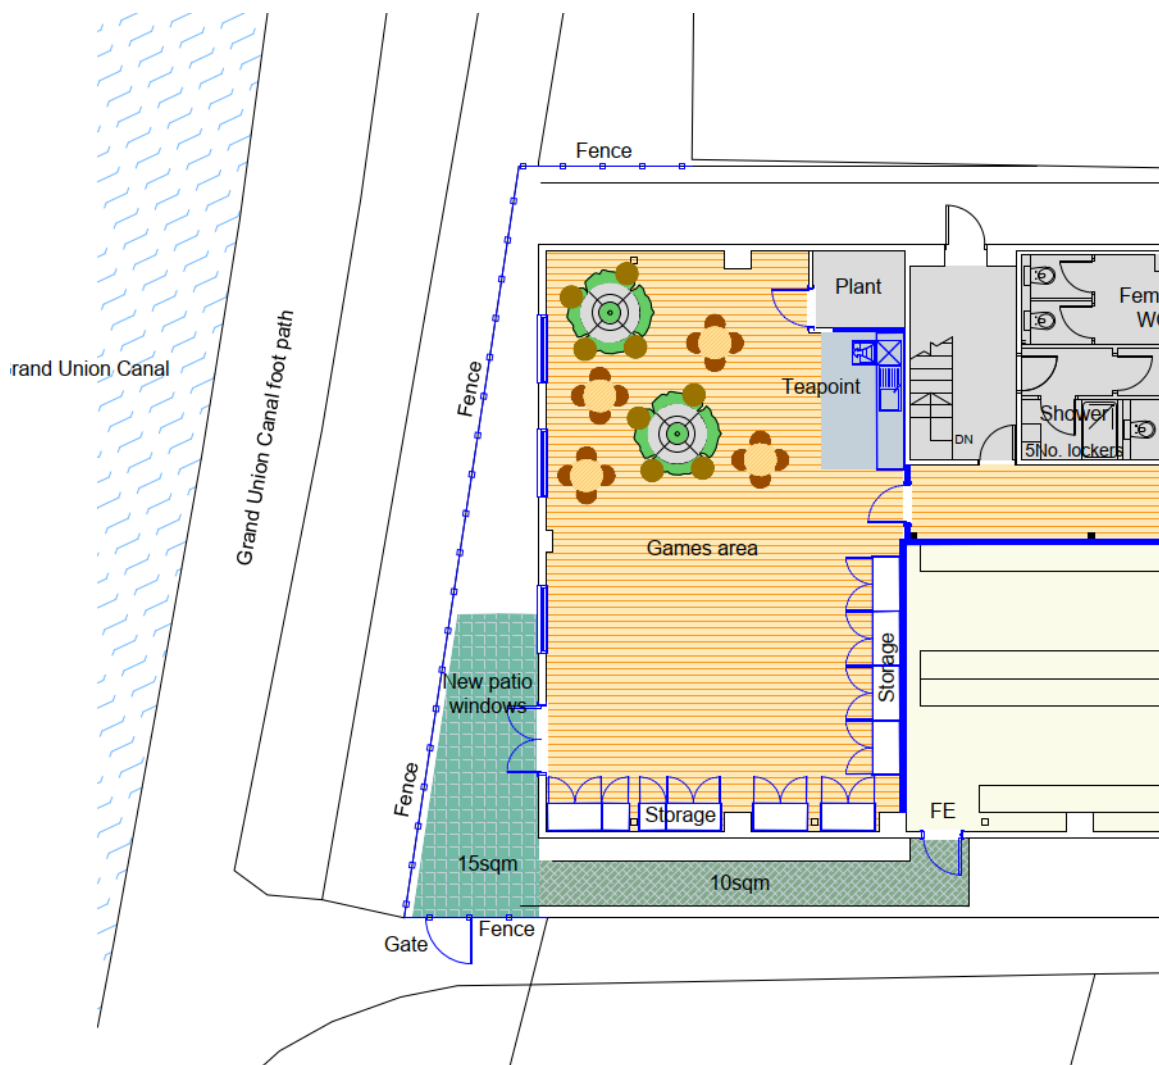 Fence
Plant
Fem
WC
rand Union Canal
Grand Union Canal foot path
Fence
Teapoint
Shower
DN
5No. lockers
Games area
Storage
New patio
windows
Fence
Storage
FE
15sqm
10sqm
Gate
Fence